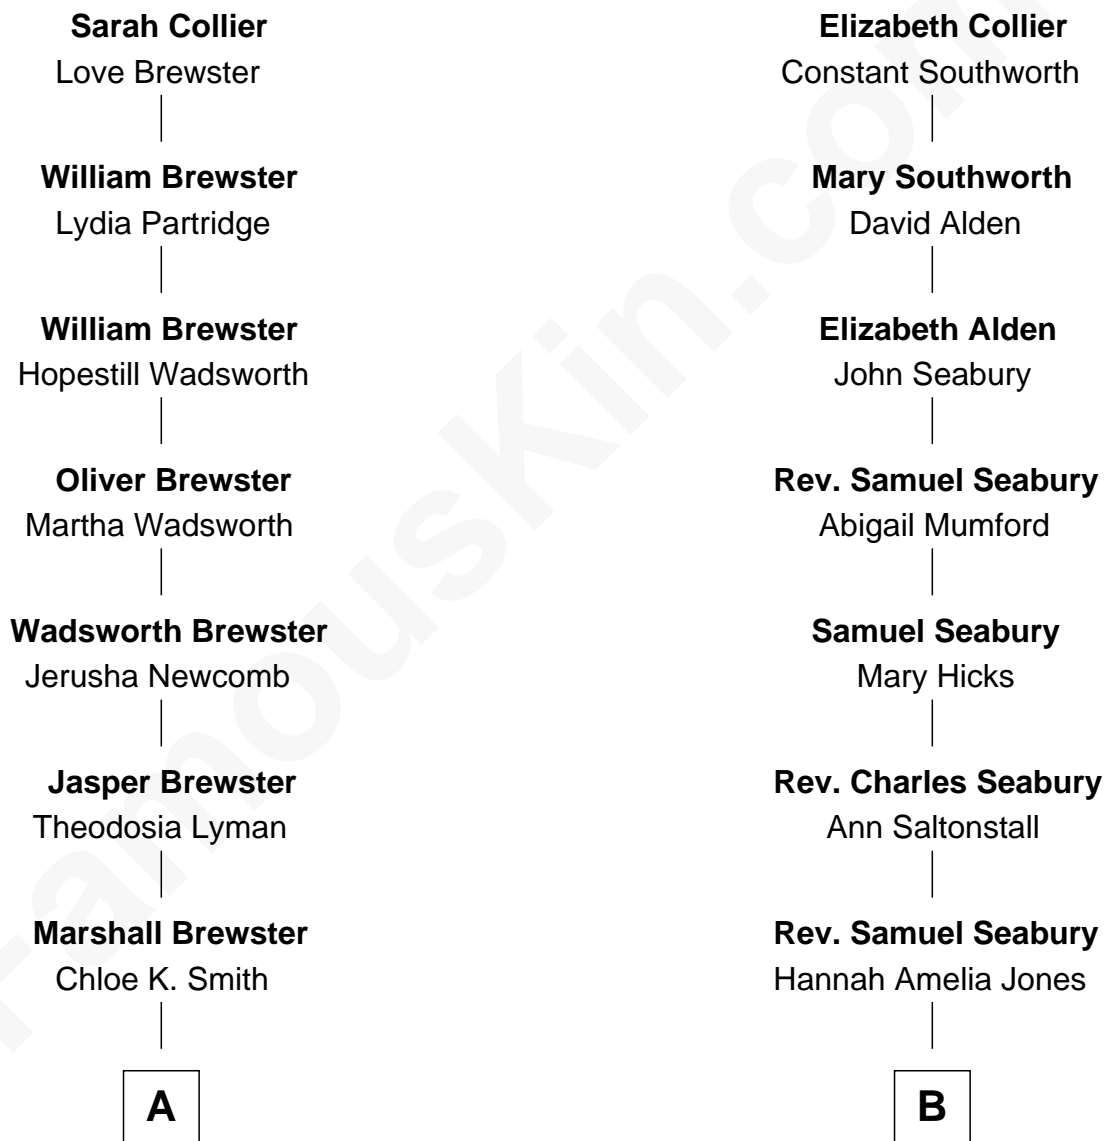 Sarah Collier
Love Brewster
William Brewster
Lydia Partridge
William Brewster
Hopestill Wadsworth
Oliver Brewster
Martha Wadsworth
Wadsworth Brewster
Jerusha Newcomb
Jasper Brewster
Theodosia Lyman
Marshall Brewster
Chloe K. Smith
A
Elizabeth Collier
Constant Southworth
Mary Southworth
David Alden
Elizabeth Alden
John Seabury
Rev. Samuel Seabury
Abigail Mumford
Samuel Seabury
Mary Hicks
Rev. Charles Seabury
Ann Saltonstall
Rev. Samuel Seabury
Hannah Amelia Jones
B
FamousKin.com